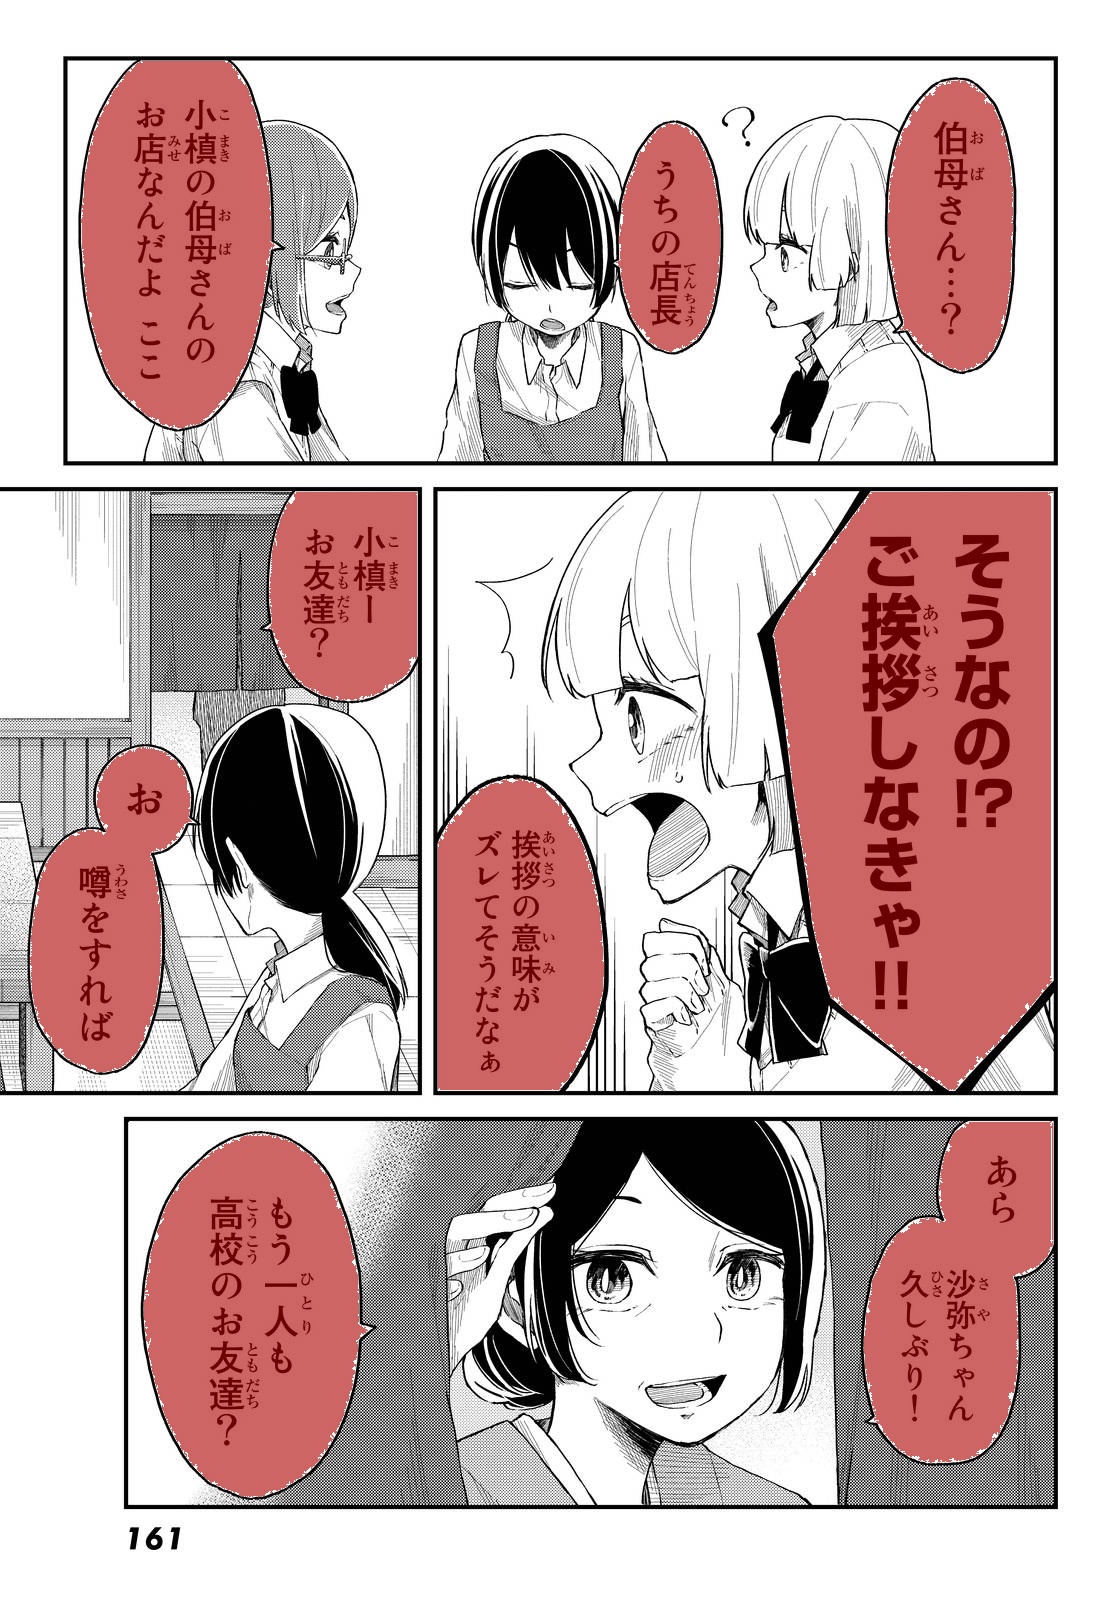 伯母さん…？
？
うちの店長
小槙の伯母さんの
お店なんだよ ここ
そうなの!?
ご挨拶しなきゃ!!
挨拶の意味が
ズレてそうだなぁ
小槙ー
お友達？
お
噂をすれば
あら
沙弥ちゃん
久しぶり！
もう一人も
高校のお友達？
161